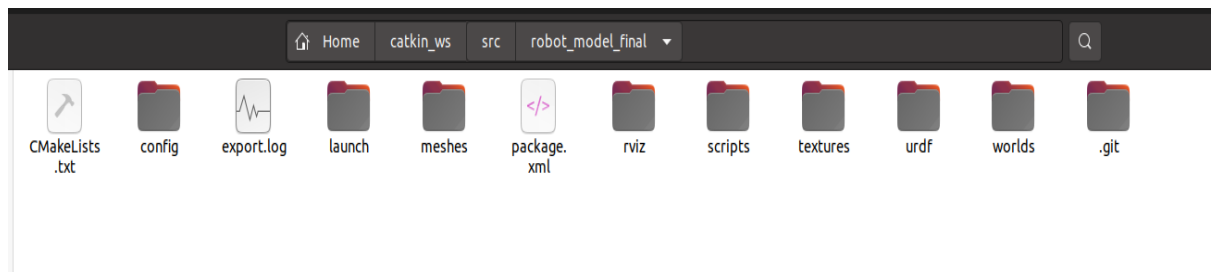 Home catkin_ws src robot_model_final
CMakeLists config export.log launch meshes package. rviz scripts textures urdf worlds .git
.txt xml